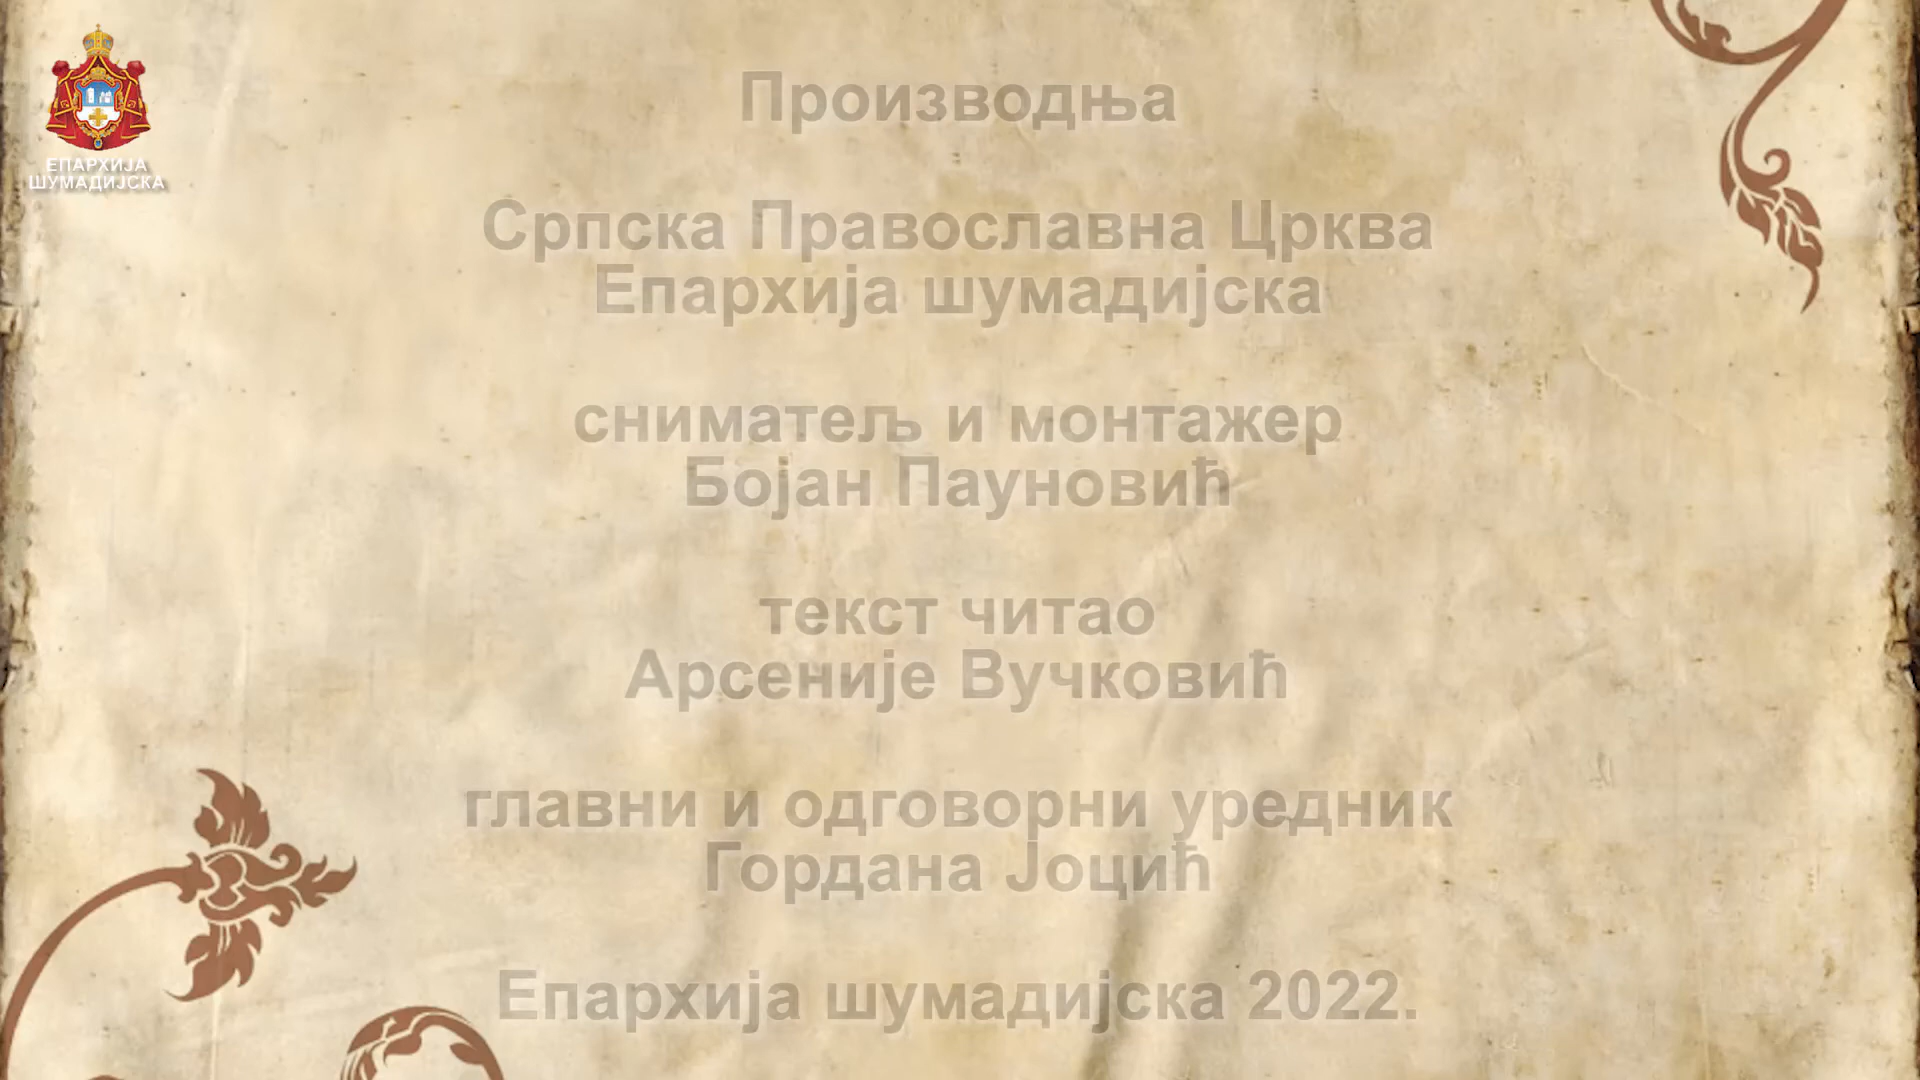 ЕПАРХИЈА
ШУМАДИЈСКА
Производња
Српска Православна Црква
Епархија шумадијска
сниматељ и монтажер
Бојан Пауновић
текст читао
Арсеније Вучковић
главни и одговорни уредник
Гордана Јоцић
Епархија шумадијска 2022.